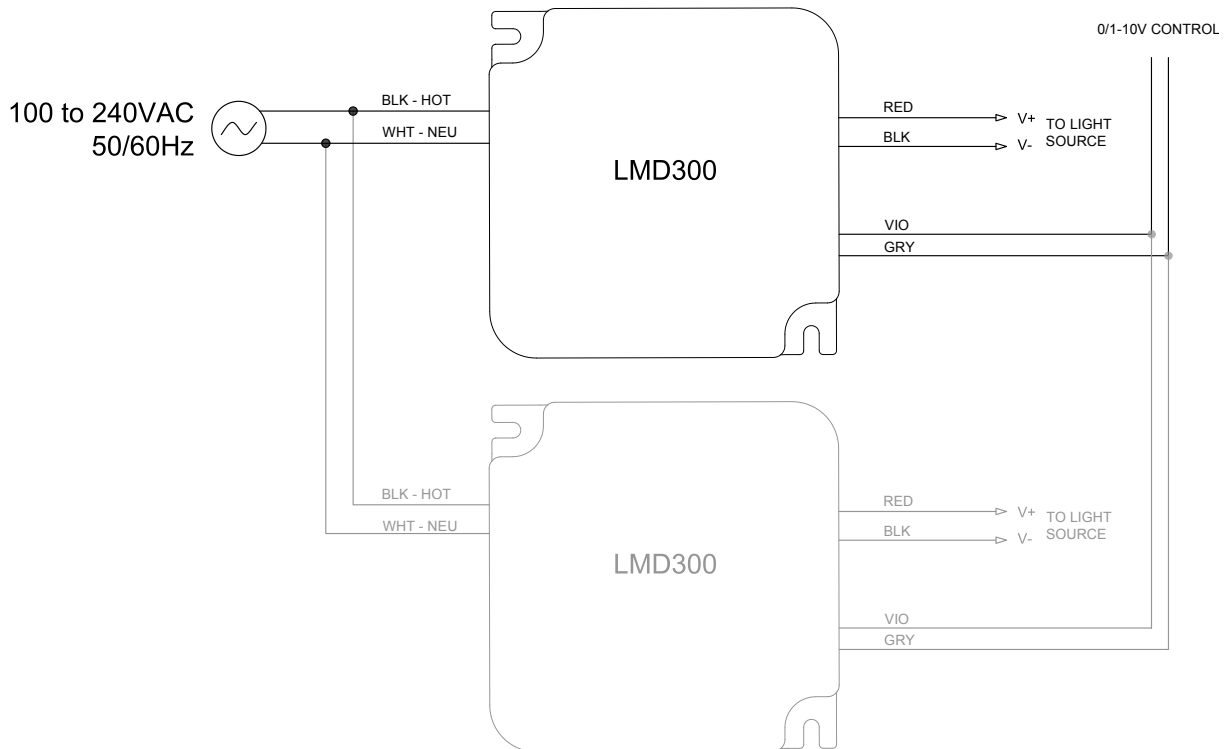 0/1-10V CONTROL
100 to 240VAC
50/60Hz
BLK - HOT
WHT - NEU
LMD300
RED
BLK
V+
V-
TO LIGHT
SOURCE
VIO
GRY
BLK - HOT
WHT - NEU
LMD300
RED
BLK
V+
V-
TO LIGHT
SOURCE
VIO
GRY